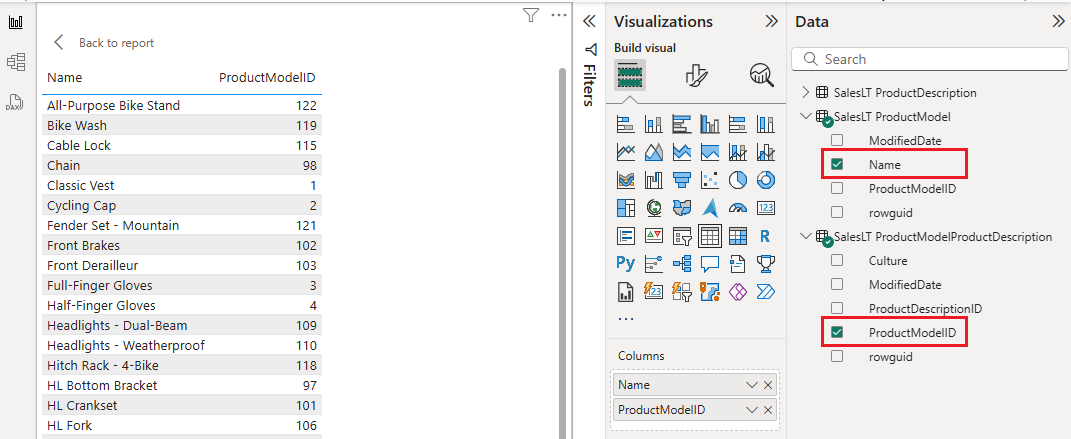 Back to report
Name ProductModelID
All-Purpose Bike Stand 122
Bike Wash 119
Cable Lock 115
Chain 98
Classic Vest 1
Cycling Cap 2
Fender Set - Mountain 121
Front Brakes 102
Front Derailleur 103
Full-Finger Gloves 3
Half-Finger Gloves 4
Headlights - Dual-Beam 109
Headlights - Weatherproof 110
Hitch Rack - 4-Bike 118
HL Bottom Bracket 97
HL Crankset 101
HL Fork 106
DAX
Filters
Visualizations
Build visual
123
R
Py
Columns
Name
ProductModelID
Data
Search
SalesLT ProductDescription
SalesLT ProductModel
ModifiedDate
Name
ProductModelID
rowguid
SalesLT ProductModelProductDescription
Culture
ModifiedDate
ProductDescriptionID
ProductModelID
rowguid